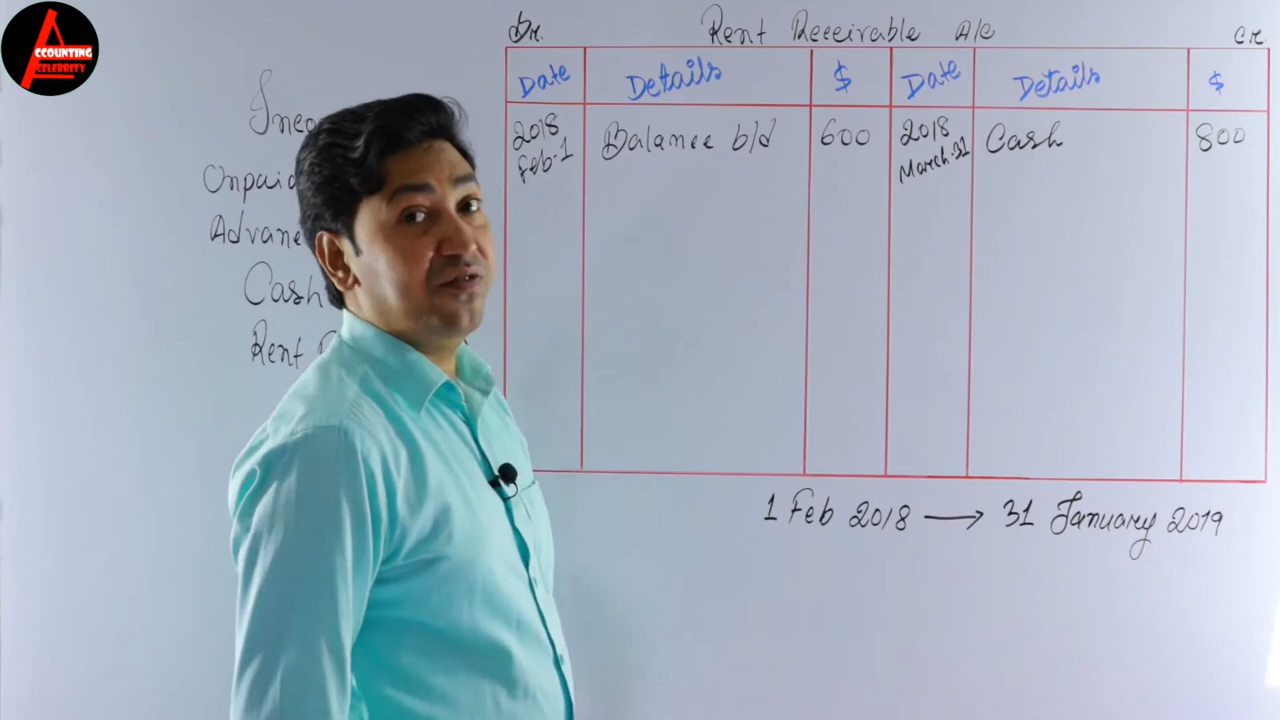 ACCOUNTING
CELEBRITY
Dr. Rent Receivable A/c Cr
Date Details $ Date Details $
2018 Feb-1 Balance b/d 600 2018 March-31 Cash 800
Cash
Rent
1 Feb 2018 → 31 January 2019